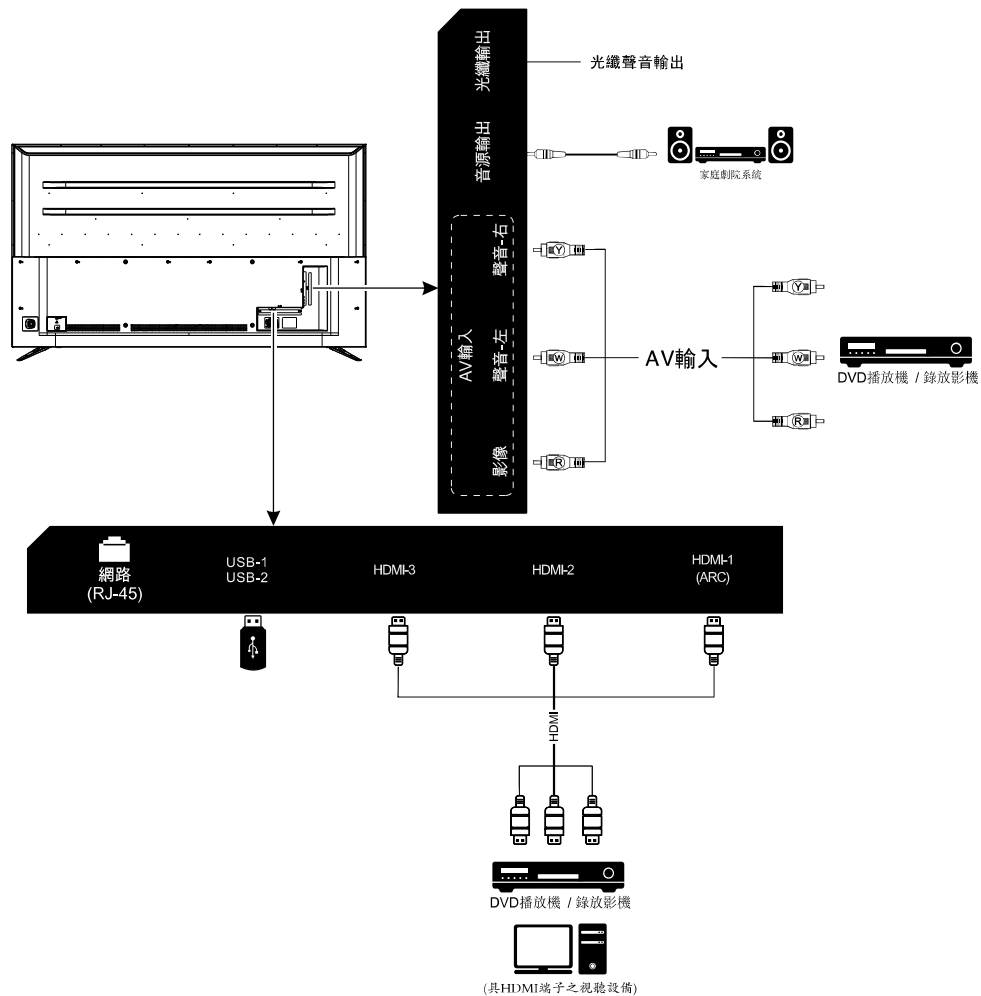 光纖輸出
光纖聲音輸出
音源輸出
家庭劇院系統
AV輸入
聲音-右
Y
聲音-左
W
影像
R
AV輸入
Y
W
R
DVD播放機 / 錄放影機
網路
(RJ-45)
USB-1
USB-2
HDMI-3
HDMI-2
HDMI-1
(ARC)
HDMI
DVD播放機 / 錄放影機
(具HDMI端子之視聽設備)